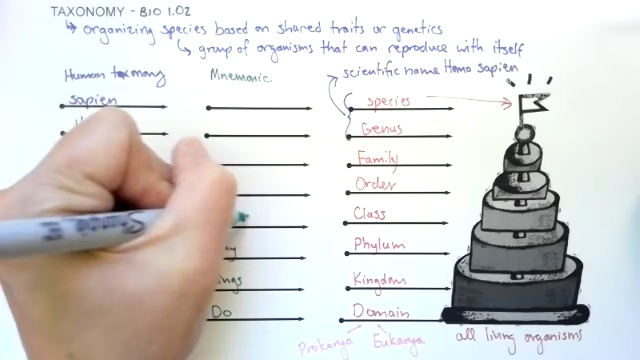 TAXONOMY - BIO 1.02
↳ organizing species based on shared traits or genetics
↳ group of organisms that can reproduce with itself
Human taxonomy
Mnemonic
scientific name Homo sapien
sapien
species
Genus
Family
Order
Class
Phylum
ings
Kingdom
Do
Domain
Prokarya
Eukarya
all living organisms